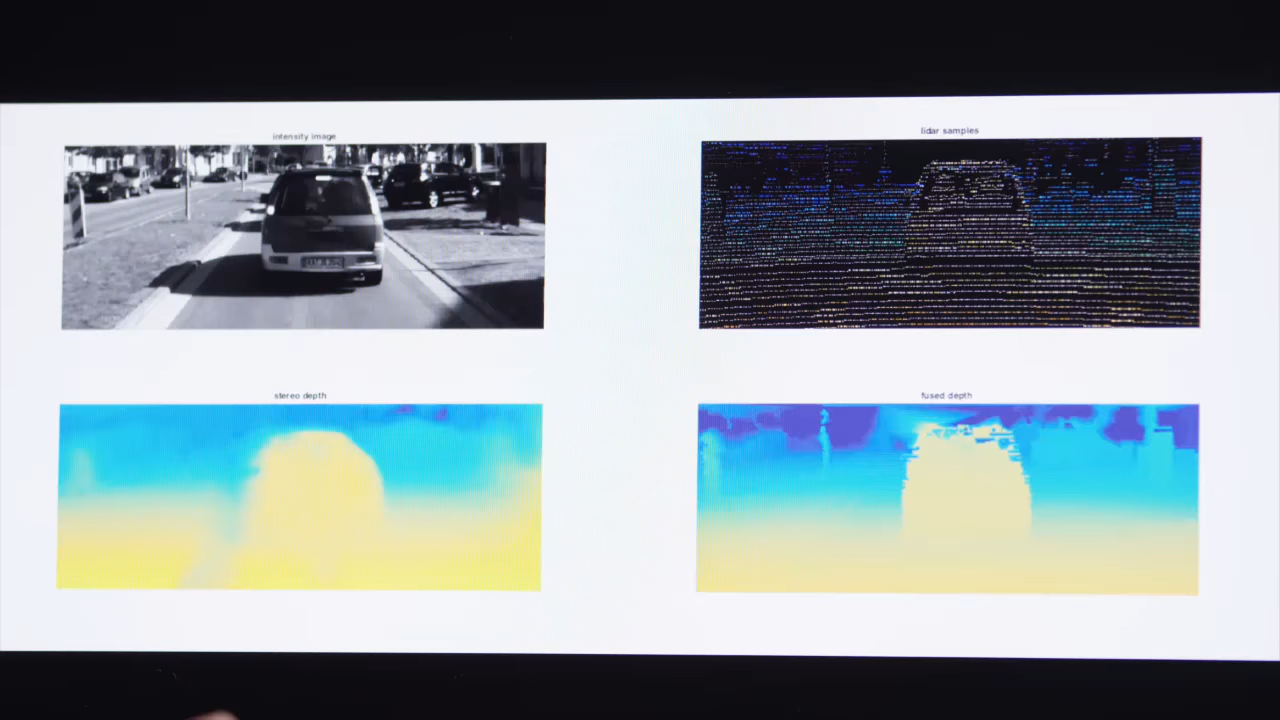 intensity image
lidar samples
stereo depth
fused depth